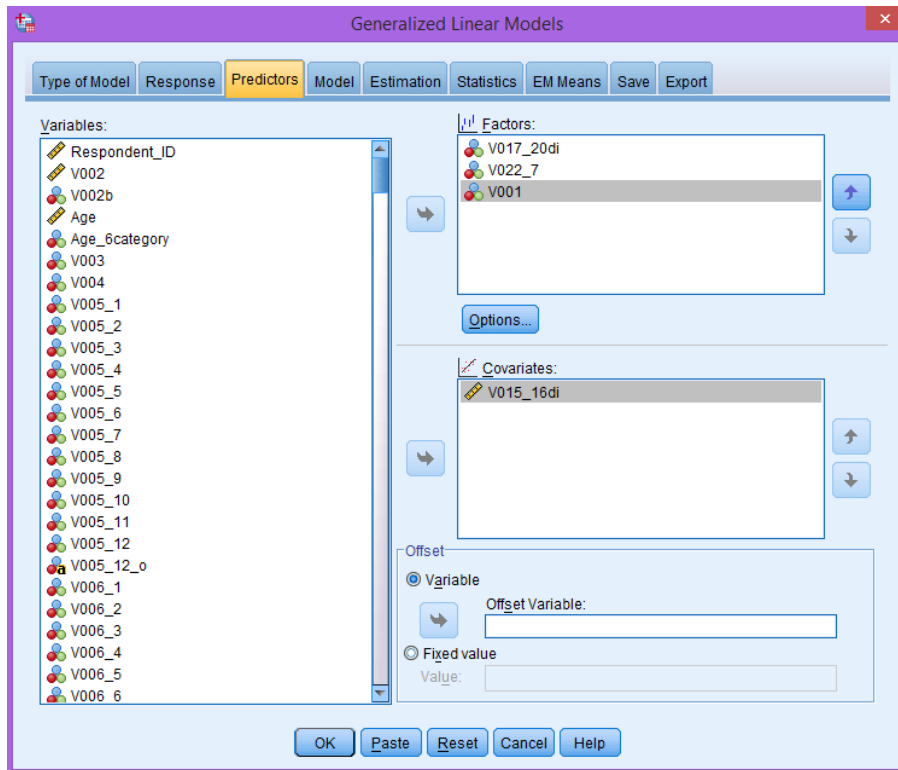 Generalized Linear Models
Type of Model Response Predictors Model Estimation Statistics EM Means Save Export
Variables:
Respondent_ID
V002
V002b
Age
Age_6category
V003
V004
V005_1
V005_2
V005_3
V005_4
V005_5
V005_6
V005_7
V005_8
V005_9
V005_10
V005_11
V005_12
a V005_12_o
V006_1
V006_2
V006_3
V006_4
V006_5
V006_6
Factors:
V017_20di
V022_7
V001
Options...
Covariates:
V015_16di
Offset
Variable
Offset Variable:
Fixed value
Value:
OK Paste Reset Cancel Help